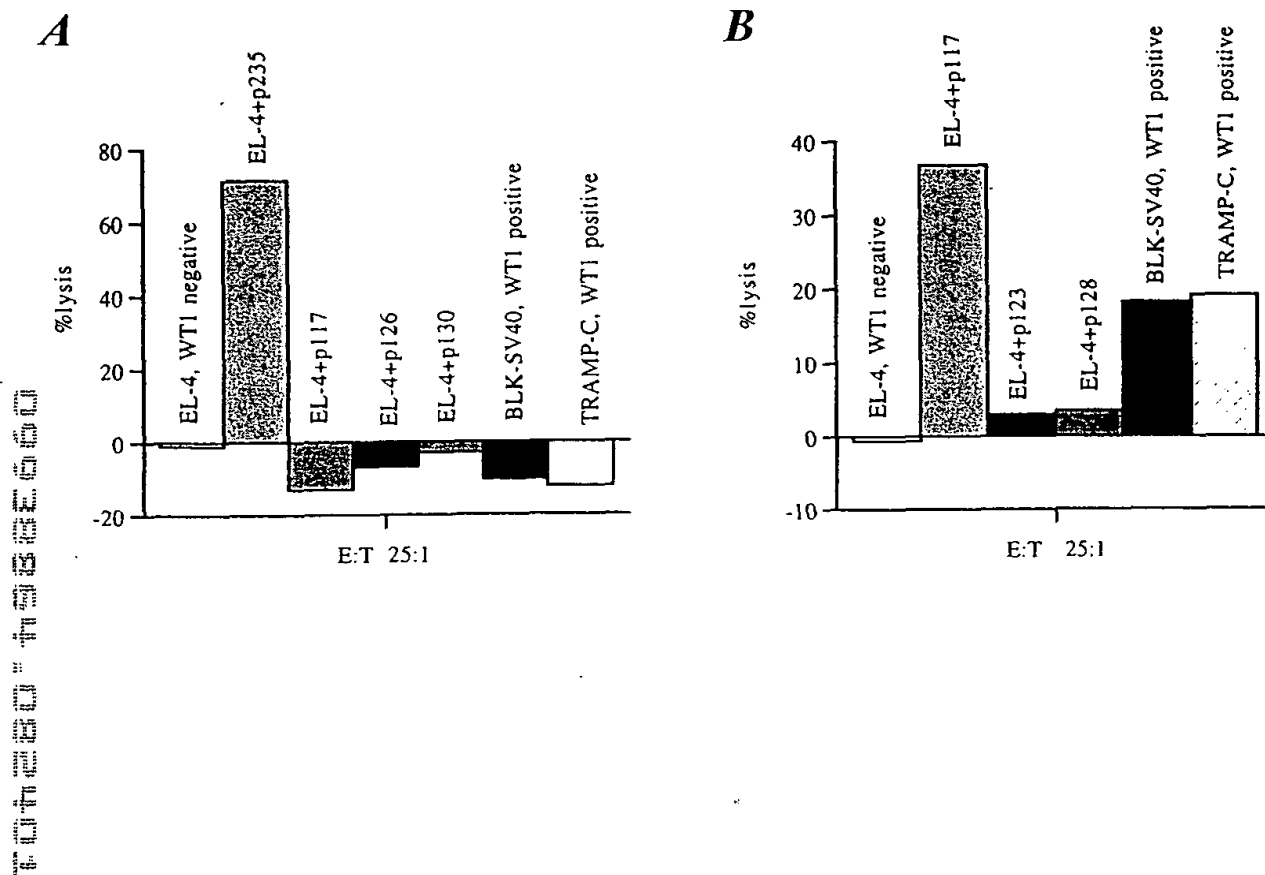 A
80
60
40
20
0
-20
%lysis
EL-4, WT1 negative
EL-4+p235
EL-4+p117
EL-4+p126
EL-4+p130
BLK-SV40, WT1 positive
TRAMP-C, WT1 positive
E:T 25:1
B
40
30
20
10
0
-10
%lysis
EL-4, WT1 negative
EL-4+p117
EL-4+p123
EL-4+p128
BLK-SV40, WT1 positive
TRAMP-C, WT1 positive
E:T 25:1